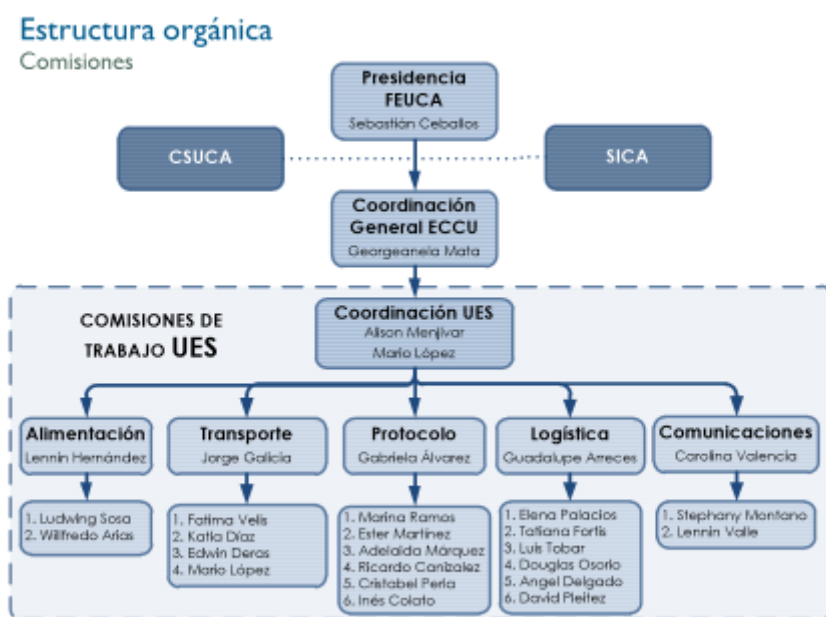 Estructura orgánica
Comisiones
Presidencia
FEUCA
Sebastián Ceballos
CSUCA
SICA
Coordinación
General ECCU
Georgeanela Mata
COMISIONES DE
TRABAJO UES
Coordinación UES
Alison Menjívar
Mario López
Alimentación
Lennin Hernández
1. Ludwing Sosa
2. Willfredo Arias
Transporte
Jorge Galicia
1. Fatima Velis
2. Katla Díaz
3. Edwin Deras
4. Mario López
Protocolo
Gabriela Álvarez
1. Marina Ramos
2. Ester Martínez
3. Adelaida Márquez
4. Ricardo Canizalez
5. Cristabel Perla
6. Inés Colato
Logística
Guadalupe Arreces
1. Elena Palacios
2. Tatiana Fortis
3. Luis Tobar
4. Douglas Osorio
5. Angel Delgado
6. David Pleitez
Comunicaciones
Carolina Valencia
1. Stephany Montano
2. Lennin Valle